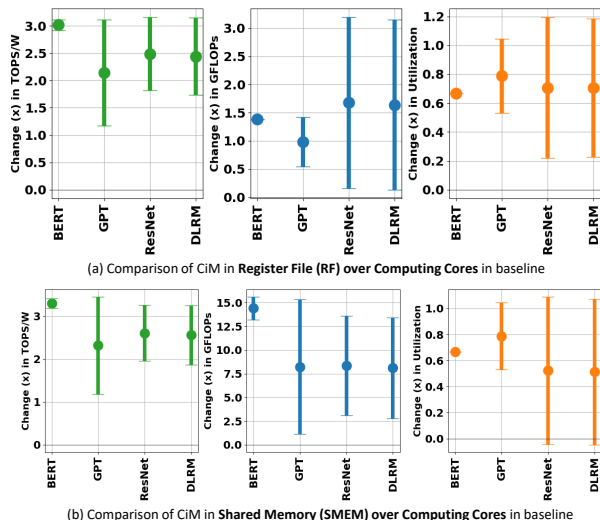 Change (x) in TOPS/W
3.0
2.5
2.0
1.5
1.0
0.5
0.0
BERT
GPT
ResNet
DLRM
Change (x) in GFLOPs
3.5
3.0
2.5
2.0
1.5
1.0
0.5
0.0
BERT
GPT
ResNet
DLRM
Change (x) in Utilization
1.2
1.0
0.8
0.6
0.4
0.2
0.0
BERT
GPT
ResNet
DLRM
(a) Comparison of CiM in Register File (RF) over Computing Cores in baseline
Change (x) in TOPS/W
3
2
1
0
BERT
GPT
ResNet
DLRM
Change (x) in GFLOPs
15.0
12.5
10.0
7.5
5.0
2.5
0.0
BERT
GPT
ResNet
DLRM
Change (x) in Utilization
1.0
0.8
0.6
0.4
0.2
0.0
BERT
GPT
ResNet
DLRM
(b) Comparison of CiM in Shared Memory (SMEM) over Computing Cores in baseline